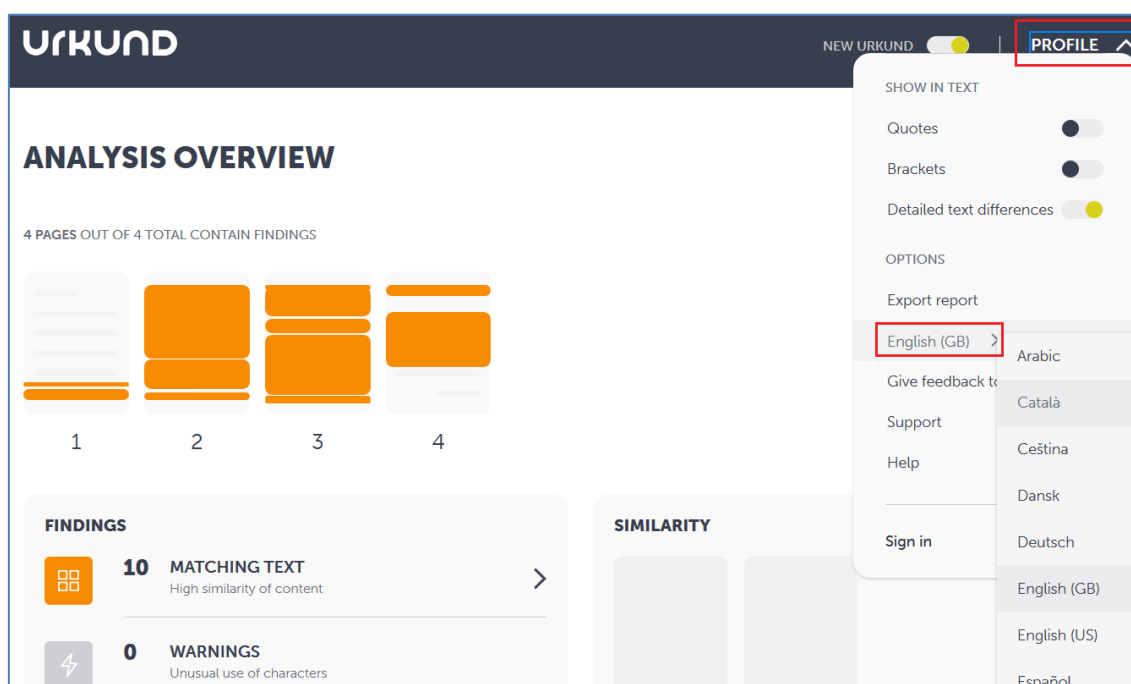 URKUND
NEW URKUND
PROFILE
ANALYSIS OVERVIEW
4 PAGES OUT OF 4 TOTAL CONTAIN FINDINGS
1 2 3 4
FINDINGS
10 MATCHING TEXT
High similarity of content
0 WARNINGS
Unusual use of characters
SIMILARITY
SHOW IN TEXT
Quotes
Brackets
Detailed text differences
OPTIONS
Export report
English (GB)
Give feedback
Support
Help
Sign in
Arabic
Català
Ceština
Dansk
Deutsch
English (GB)
English (US)
Español